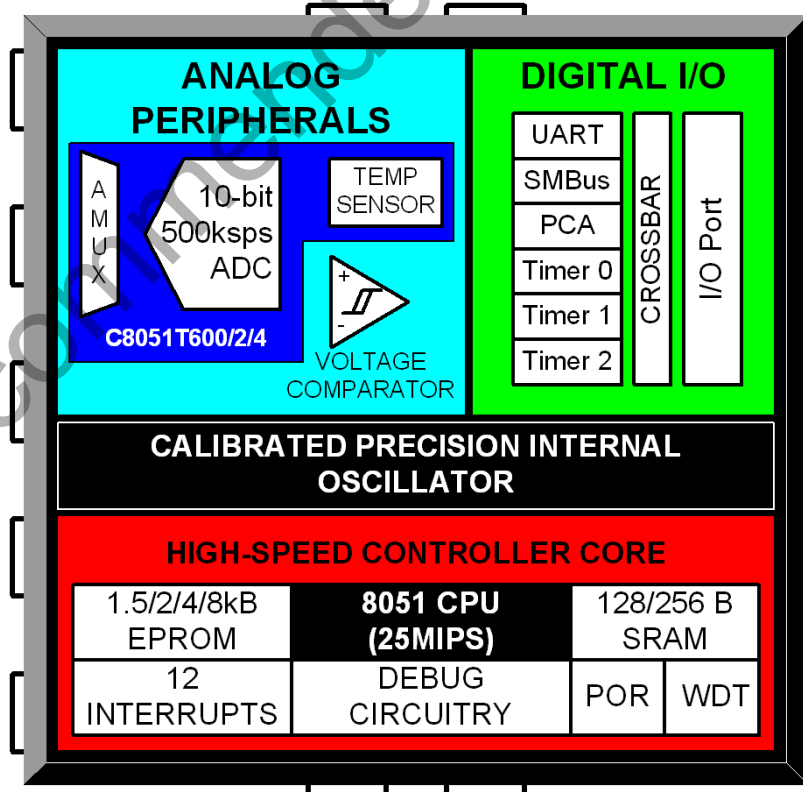 ANALOG
PERIPHERALS
A
M
U
X
10-bit
500ksps
ADC
TEMP
SENSOR
C8051T600/2/4
+
-
VOLTAGE
COMPARATOR
DIGITAL I/O
UART
SMBus
PCA
Timer 0
Timer 1
Timer 2
CROSSBAR
I/O Port
CALIBRATED PRECISION INTERNAL
OSCILLATOR
HIGH-SPEED CONTROLLER CORE
1.5/2/4/8kB
EPROM
8051 CPU
(25MIPS)
128/256 B
SRAM
12
INTERRUPTS
DEBUG
CIRCUITRY
POR
WDT